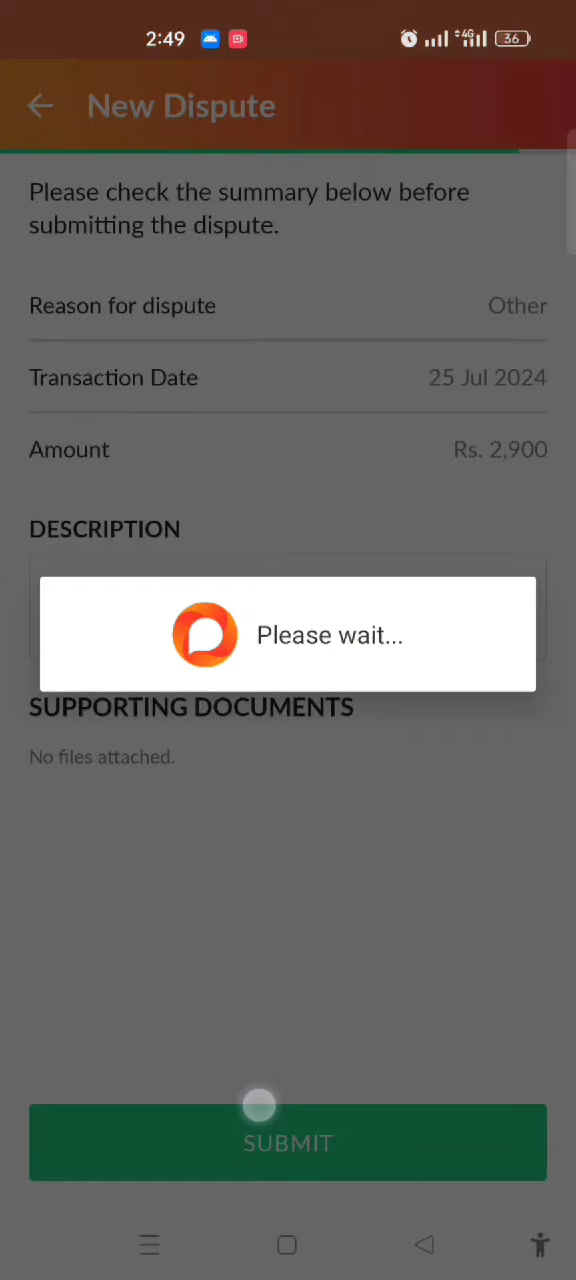 2:49
4G
36
New Dispute
Please check the summary below before
submitting the dispute.
Reason for dispute Other
Transaction Date 25 Jul 2024
Amount Rs. 2,900
DESCRIPTION
Please wait...
SUPPORTING DOCUMENTS
No files attached.
SUBMIT